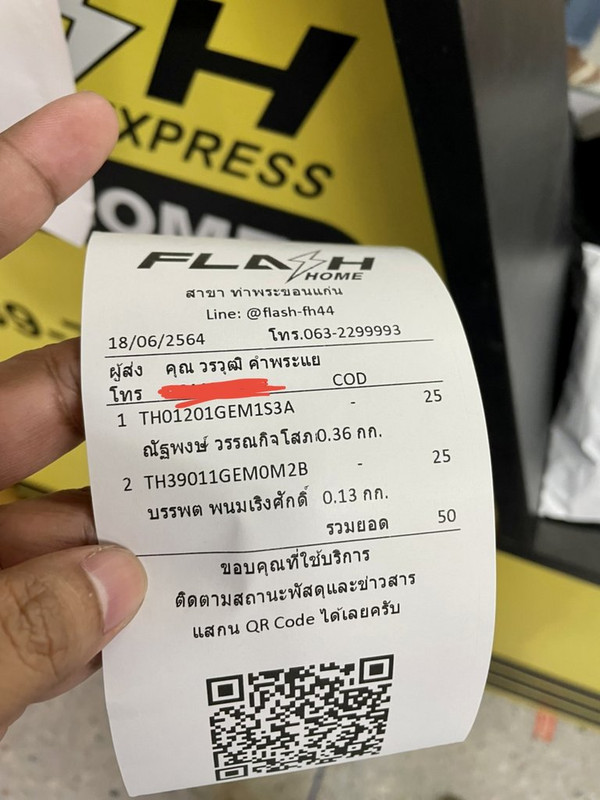 H
EXPRESS
FLASH
HOME
สาขา ท่าพระขอนแก่น
Line: @flash-fh44
18/06/2564 โทร.063-2299993
ผู้ส่ง คุณ วรวุฒิ คำพระแย
โทร COD
1 TH01201GEM1S3A - 25
ณัฐพงษ์ วรรณกิจโสภ 0.36 กก.
2 TH39011GEM0M2B - 25
บรรพต พนมเริงศักดิ์ 0.13 กก.
รวมยอด 50
ขอบคุณที่ใช้บริการ
ติดตามสถานะพัสดุและข่าวสาร
แสกน QR Code ได้เลยครับ